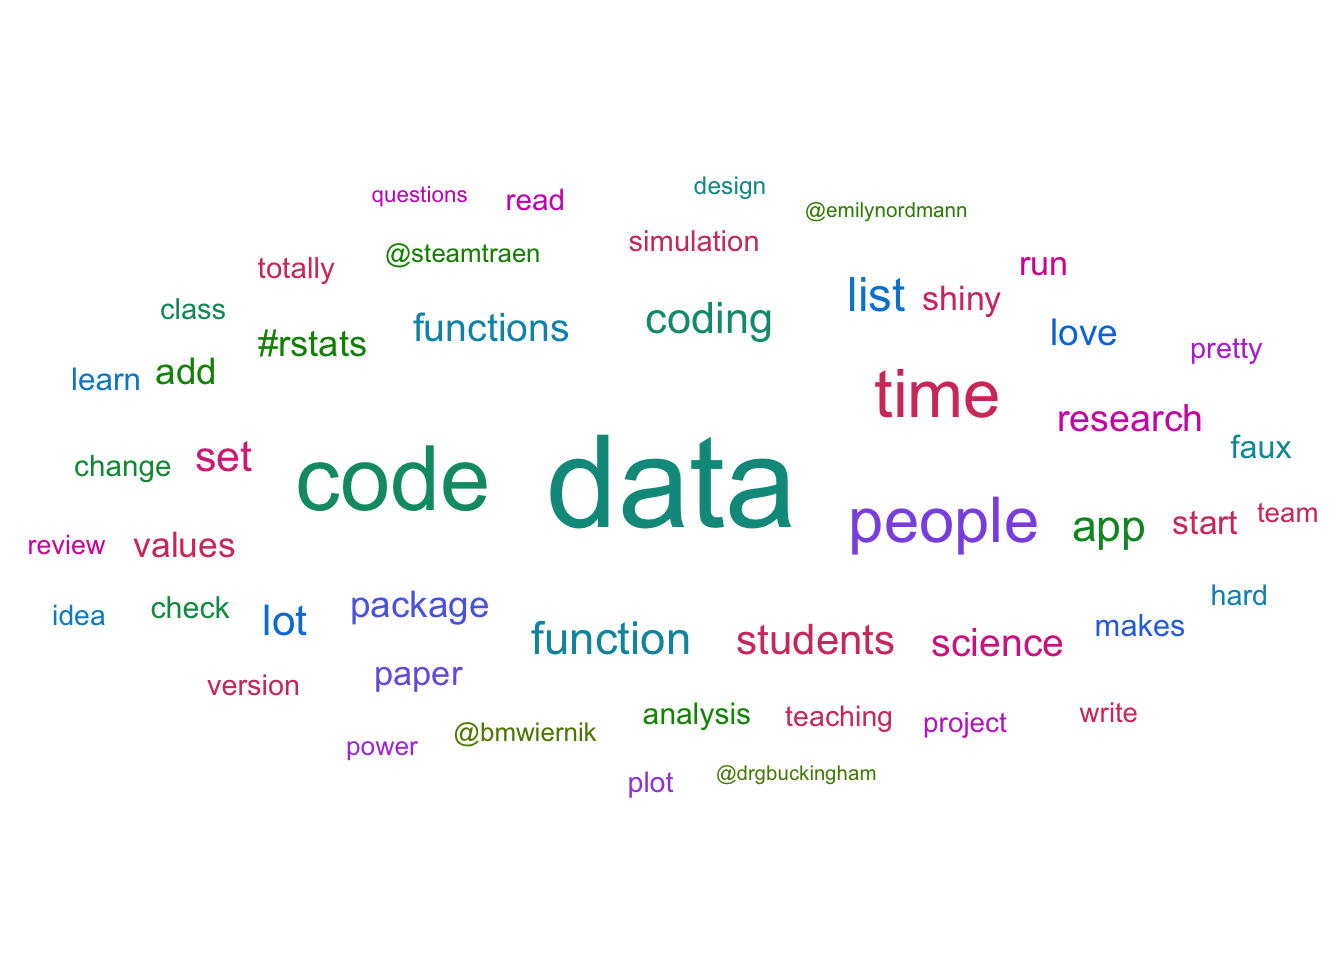 design
questions
read
@emilynordmann
simulation
@steamtraen
totally
run
list
shiny
class
coding
functions
love
#rstats
pretty
add
learn
time
research
faux
set
change
code
data
people
app
start
team
review
values
hard
package
check
idea
lot
makes
function
students
science
paper
version
analysis
teaching
project
write
@bmwiernik
power
@drgbuckingham
plot